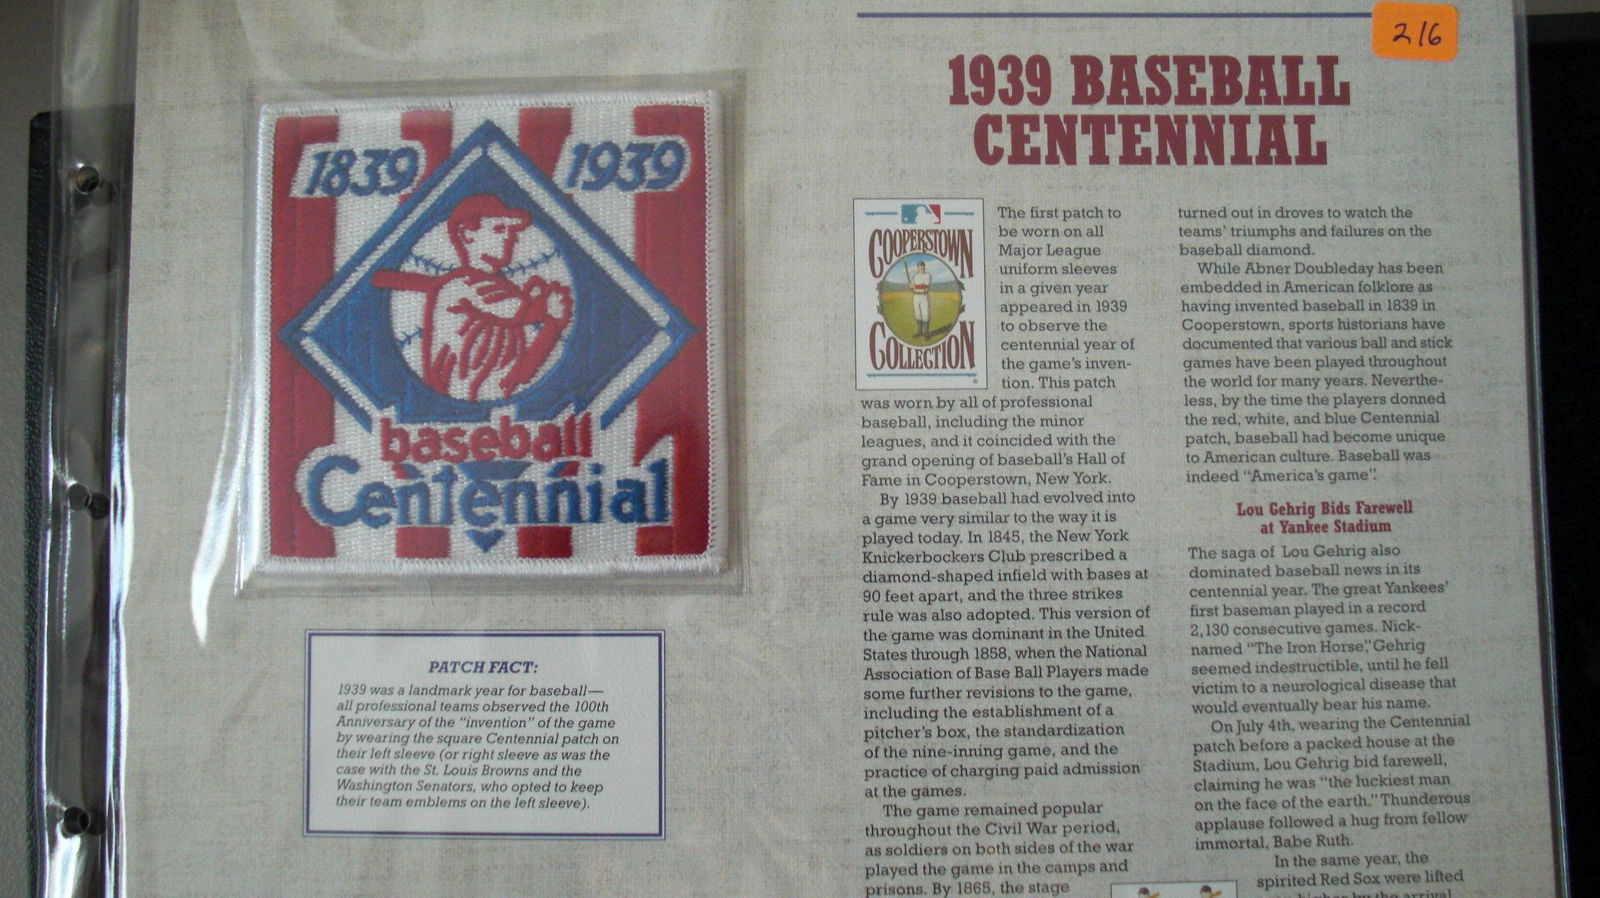 216
1839
1939
baseball
Centennial
PATCH FACT:
1939 was a landmark year for baseball—
all professional teams observed the 100th
Anniversary of the "invention" of the game
by wearing the square Centennial patch on
their left sleeve (or right sleeve as was the
case with the St. Louis Browns and the
Washington Senators, who opted to keep
their team emblems on the left sleeve).
1939 BASEBALL
CENTENNIAL
COOPERSTOWN
COLLECTION
The first patch to
be worn on all
Major League
uniform sleeves
in a given year
appeared in 1939
to observe the
centennial year of
the game's inven-
tion. This patch
was worn by all of professional
baseball, including the minor
leagues, and it coincided with the
grand opening of baseball's Hall of
Fame in Cooperstown, New York.
By 1939 baseball had evolved into
a game very similar to the way it is
played today. In 1845, the New York
Knickerbockers Club prescribed a
diamond-shaped infield with bases at
90 feet apart, and the three strikes
rule was also adopted. This version of
the game was dominant in the United
States through 1858, when the National
Association of Base Ball Players made
some further revisions to the game,
including the establishment of a
pitcher's box, the standardization
of the nine-inning game, and the
practice of charging paid admission
at the games.
The game remained popular
throughout the Civil War period,
as soldiers on both sides of the war
played the game in the camps and
prisons. By 1865, the stage
turned out in droves to watch the
teams' triumphs and failures on the
baseball diamond.
While Abner Doubleday has been
embedded in American folklore as
having invented baseball in 1839 in
Cooperstown, sports historians have
documented that various ball and stick
games have been played throughout
the world for many years. Neverthe-
less, by the time the players donned
the red, white, and blue Centennial
patch, baseball had become unique
to American culture. Baseball was
indeed "America's game".
Lou Gehrig Bids Farewell
at Yankee Stadium
The saga of Lou Gehrig also
dominated baseball news in its
centennial year. The great Yankees'
first baseman played in a record
2,130 consecutive games. Nick-
named "The Iron Horse," Gehrig
seemed indestructible, until he fell
victim to a neurological disease that
would eventually bear his name.
On July 4th, wearing the Centennial
patch before a packed house at the
Stadium, Lou Gehrig bid farewell,
claiming he was "the luckiest man
on the face of the earth." Thunderous
applause followed a hug from fellow
immortal, Babe Ruth.
In the same year, the
spirited Red Sox were lifted
higher by the arrival